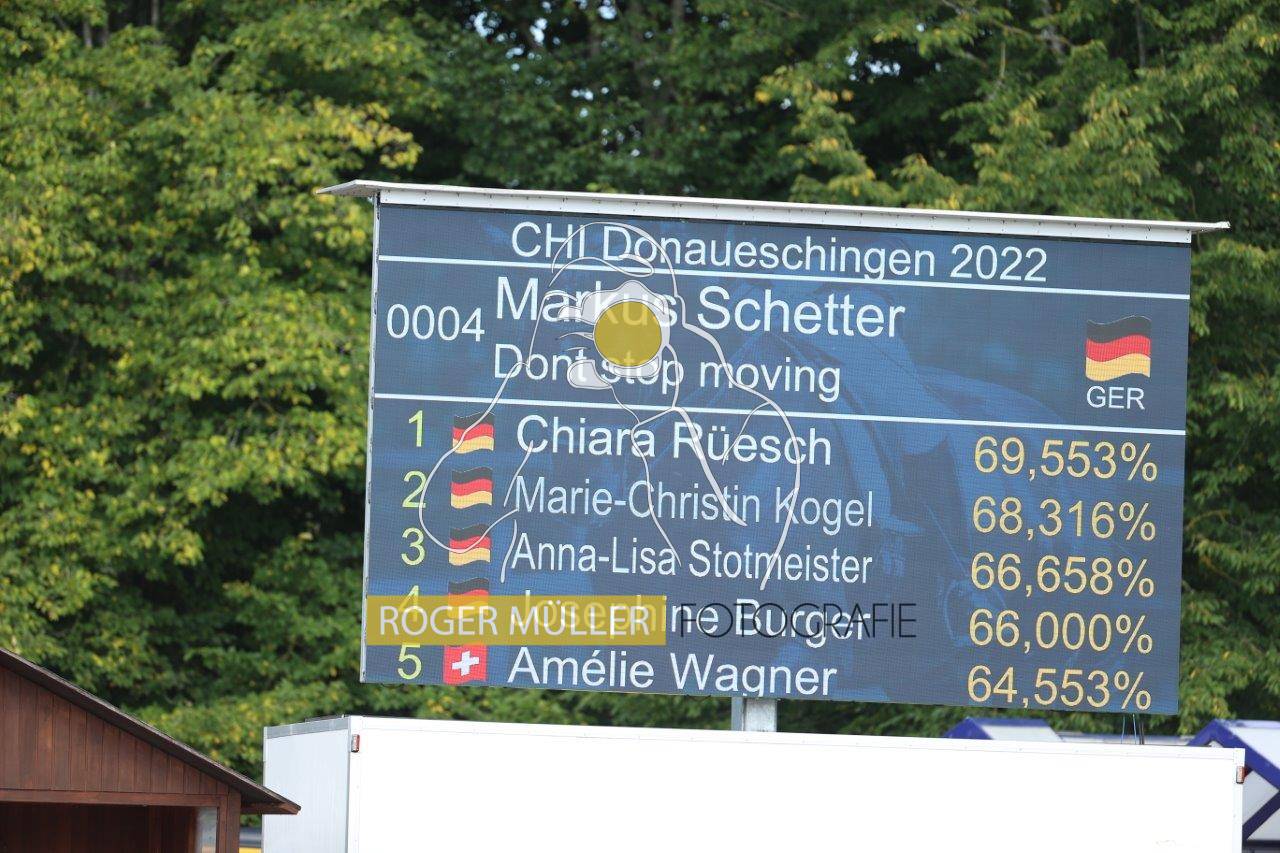 CHI Donaueschingen 2022
0004 Markus Schetter
Dont stop moving
GER
1 Chiara Rüesch 69,553%
2 Marie-Christin Kogel 68,316%
3 Anna-Lisa Stotmeister 66,658%
4 Josephine Burger 66,000%
ROGER MÜLLER FOTOGRAFIE
5 Amélie Wagner 64,553%